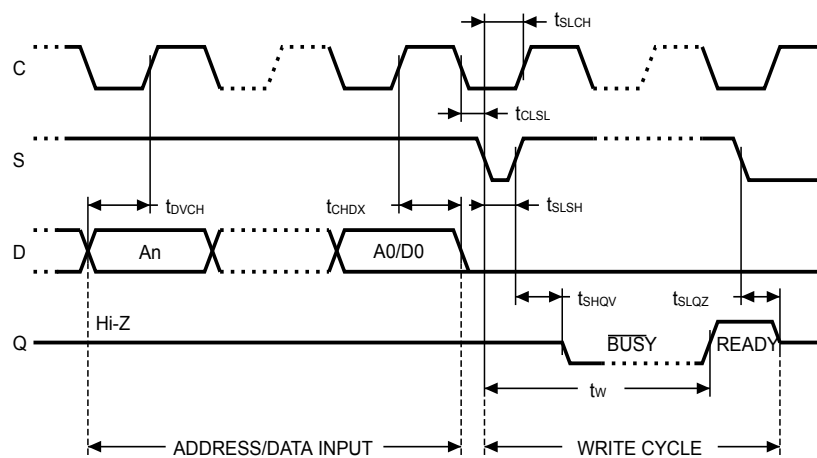 tSLCH
C
tCLSL
S
tDVCH
tCHDX
tSLSH
D
An
A0/D0
tSHQV
tSLQZ
Hi-Z
Q
BUSY
READY
tW
ADDRESS/DATA INPUT
WRITE CYCLE